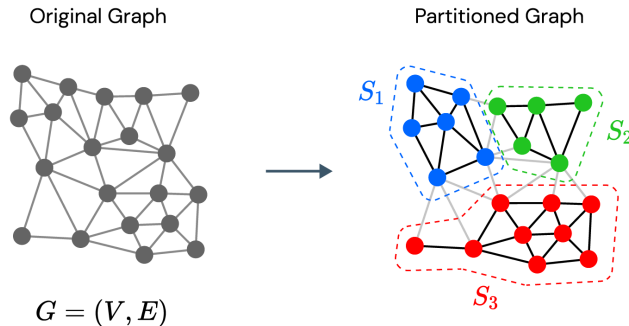 Original Graph
Partitioned Graph
S₁
S₂
S₃
G = (V, E)